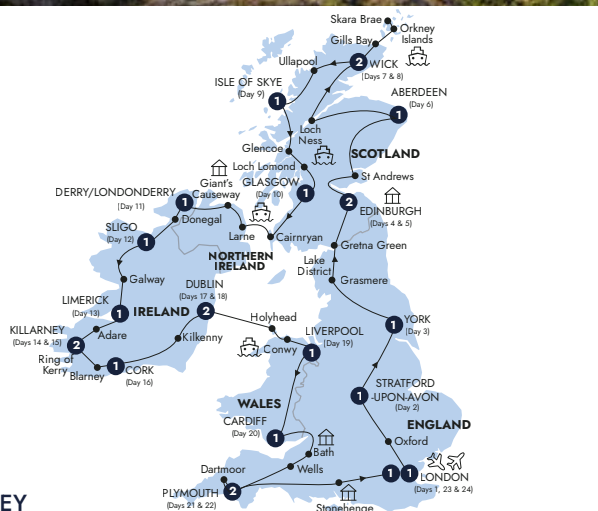 Skara Brae
Orkney
Islands
Gills Bay
Ullapool
2
WICK
(Days 7 & 8)
ISLE OF SKYE
(Day 9)
1
ABERDEEN
(Day 6)
1
Loch
Ness
Glencoe
SCOTLAND
Loch Lomond
St Andrews
GLASGOW
(Day 10)
1
Giant's
Causeway
DERRY/LONDONDERRY
(Day 11)
1
2
EDINBURGH
(Days 4 & 5)
Donegal
SLIGO
(Day 12)
1
Larne
Cairnryan
Gretna Green
NORTHERN
IRELAND
Lake
District
Grasmere
Galway
DUBLIN
(Days 17 & 18)
2
LIMERICK
(Day 13)
1
IRELAND
Holyhead
YORK
(Day 3)
1
KILLARNEY
(Days 14 & 15)
2
Adare
Kilkenny
LIVERPOOL
(Day 19)
1
Conwy
Ring of
Kerry
Blarney
1
CORK
(Day 16)
STRATFORD
-UPON-AVON
(Day 2)
1
WALES
ENGLAND
CARDIFF
(Day 20)
1
Oxford
Bath
Wells
Dartmoor
PLYMOUTH
(Days 21 & 22)
2
1
1
LONDON
(Days 1, 23 & 24)
Stonehenge
EY